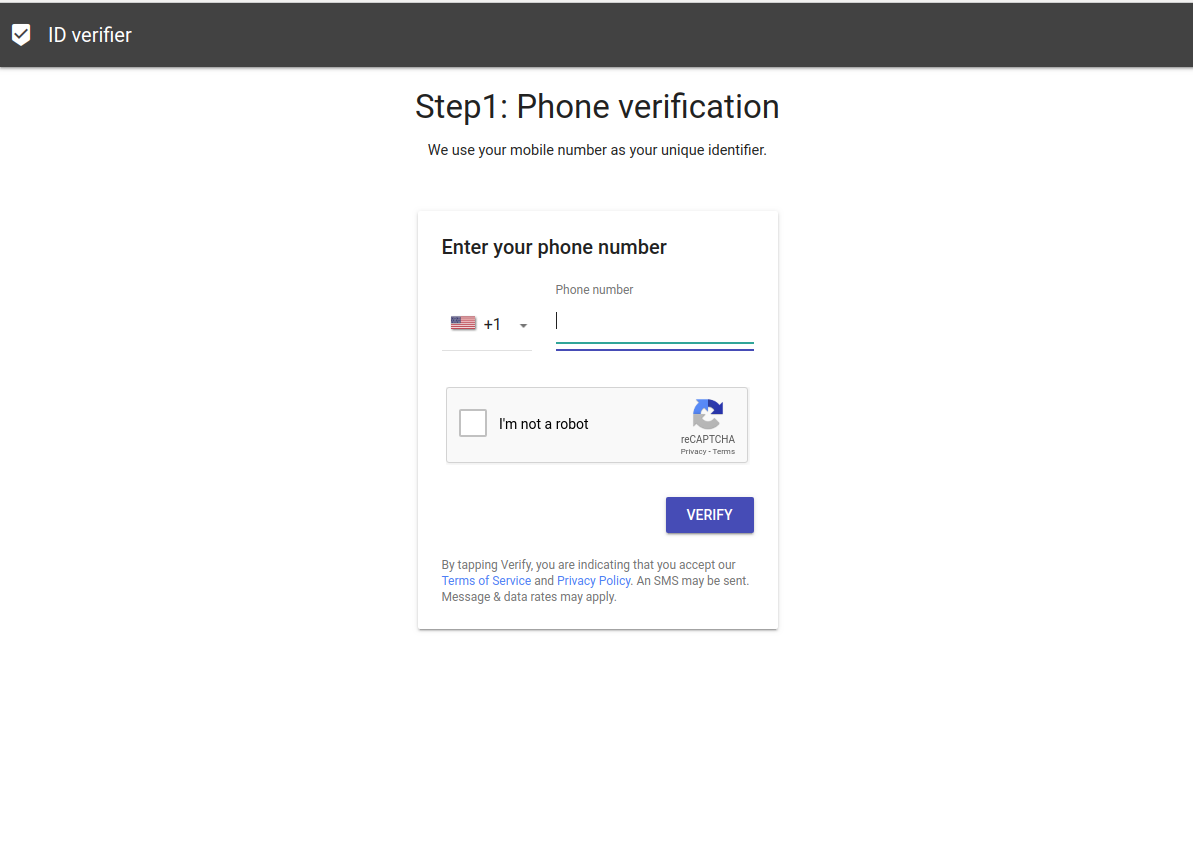 ID verifier
Step1: Phone verification
We use your mobile number as your unique identifier.
Enter your phone number
Phone number
+1
I'm not a robot
reCAPTCHA
Privacy - Terms
VERIFY
By tapping Verify, you are indicating that you accept our
Terms of Service and Privacy Policy. An SMS may be sent.
Message & data rates may apply.